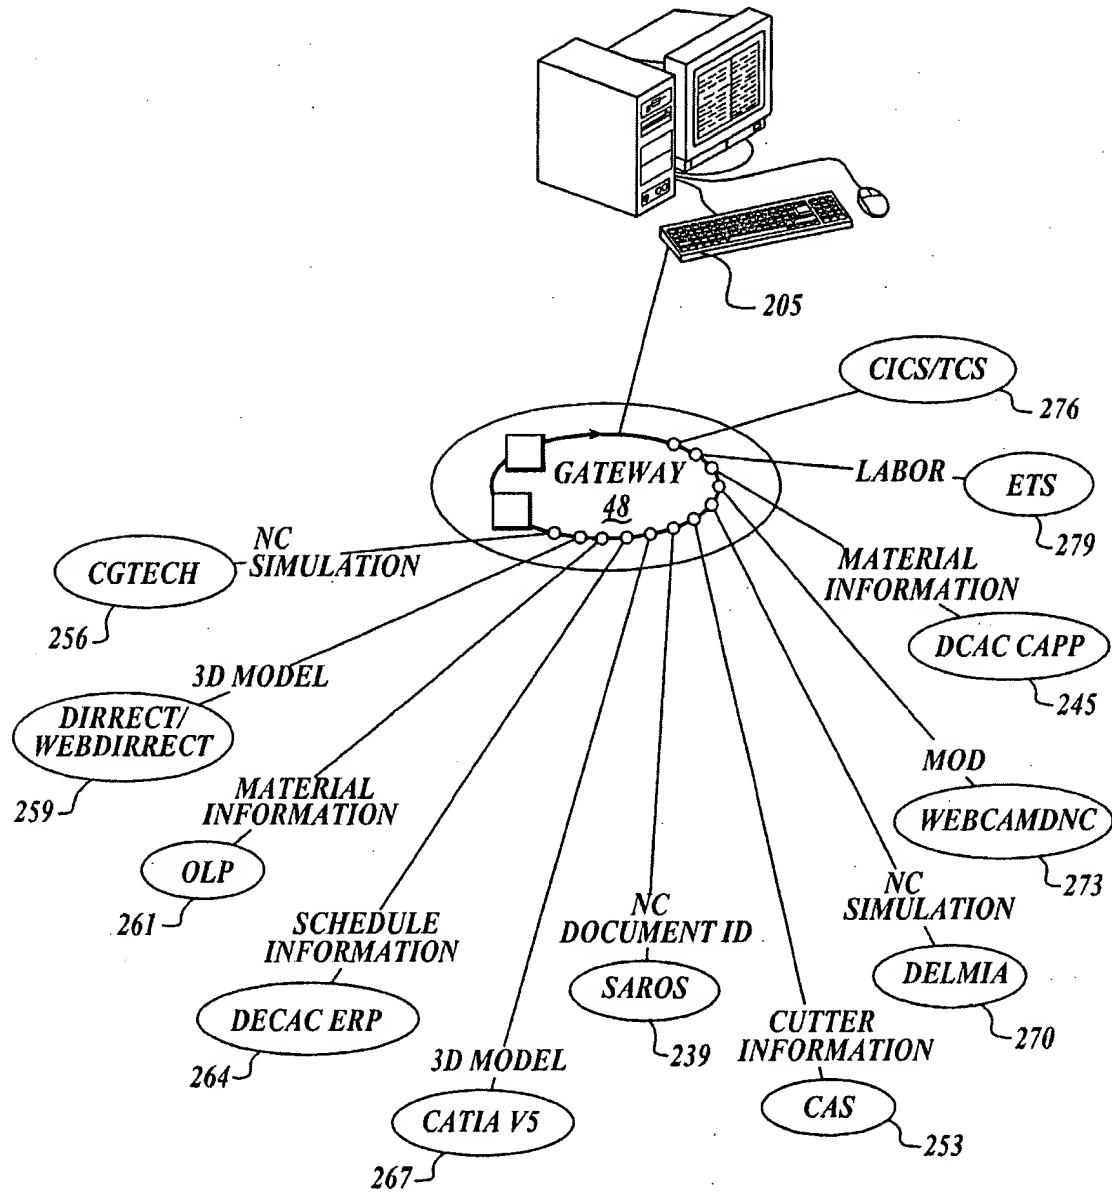 205
CICS/TCS
276
GATEWAY
48
LABOR
ETS
279
NC
SIMULATION
CGTECH
256
MATERIAL
INFORMATION
DCAC CAPP
245
3D MODEL
DIRRECT/
WEBDIRRECT
259
MOD
WEBCAMDNC
273
MATERIAL
INFORMATION
OLP
261
NC
SIMULATION
DELMIA
270
SCHEDULE
INFORMATION
DECAC ERP
264
NC
DOCUMENT ID
SAROS
239
CUTTER
INFORMATION
CAS
253
3D MODEL
CATIA V5
267